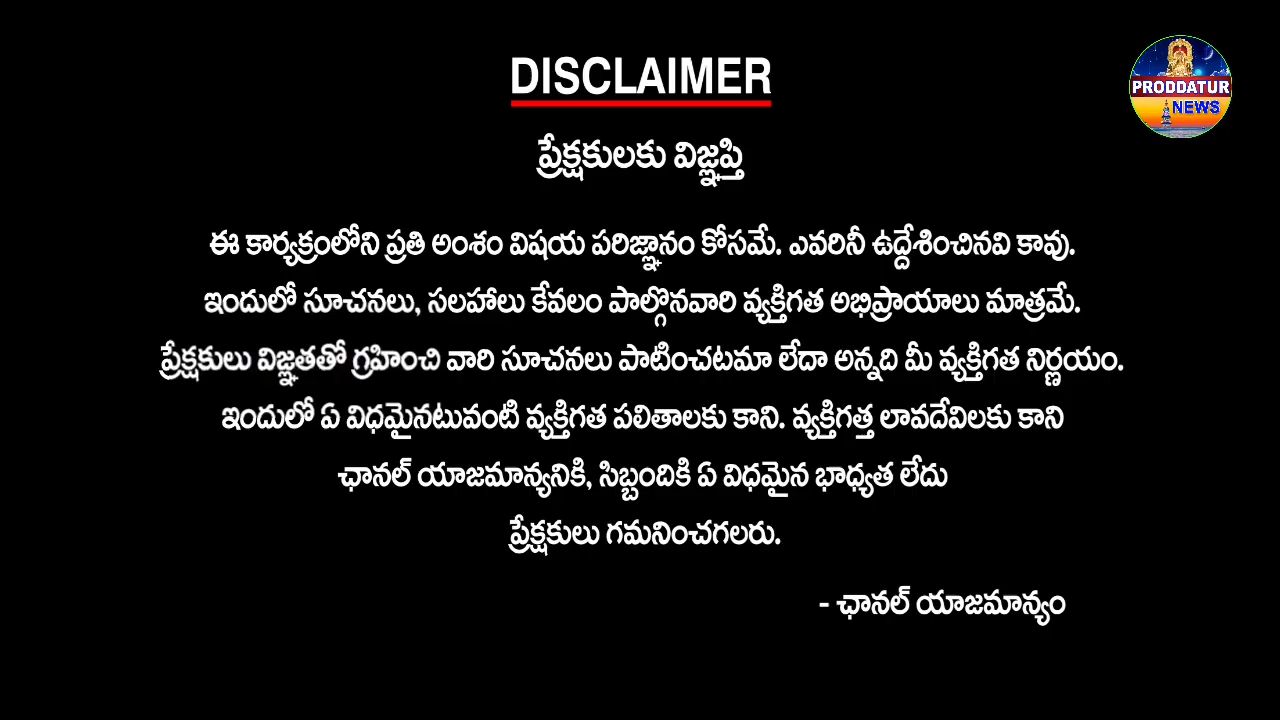 DISCLAIMER
PRODDATUR
NEWS
ప్రేక్షకులకు విజ్ఞప్తి
ఈ కార్యక్రంలోని ప్రతి అంశం విషయ పరిజ్ఞానం కోసమే. ఎవరినీ ఉద్దేశించినవి కావు.
ఇందులో సూచనలు, సలహాలు కేవలం పాల్గొనవారి వ్యక్తిగత అభిప్రాయాలు మాత్రమే.
ప్రేక్షకులు విజ్ఞతతో గ్రహించి వారి సూచనలు పాటించటమా లేదా అన్నది మీ వ్యక్తిగత నిర్ణయం.
ఇందులో ఏ విధమైనటువంటి వ్యక్తిగత పలితాలకు కాని. వ్యక్తిగత్త లావదేవిలకు కాని
ఛానల్ యాజమాన్యనికి, సిబ్బందికి ఏ విధమైన భాధ్యత లేదు
ప్రేక్షకులు గమనించగలరు.
- ఛానల్ యాజమాన్యం